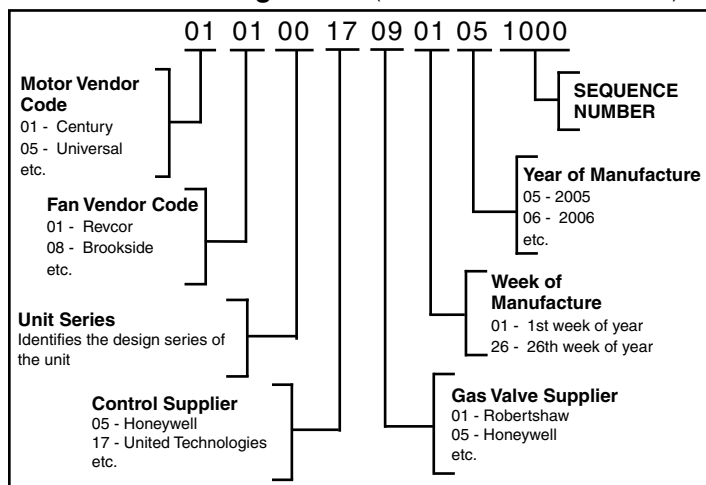 01 01 00 17 09 01 05 1000
Motor Vendor
Code
01 - Century
05 - Universal
etc.
SEQUENCE
NUMBER
Fan Vendor Code
01 - Revcor
08 - Brookside
etc.
Year of Manufacture
05 - 2005
06 - 2006
etc.
Unit Series
Identifies the design series of
the unit
Week of
Manufacture
01 - 1st week of year
26 - 26th week of year
Control Supplier
05 - Honeywell
17 - United Technologies
etc.
Gas Valve Supplier
01 - Robertshaw
05 - Honeywell
etc.